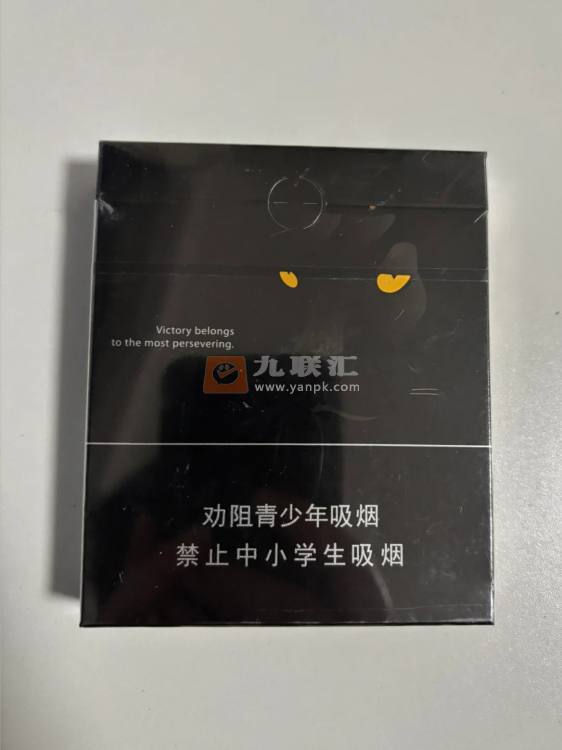 Victory belongs
to the most persevering.
九联汇
www.yanpk.com
劝阻青少年吸烟
禁止中小学生吸烟